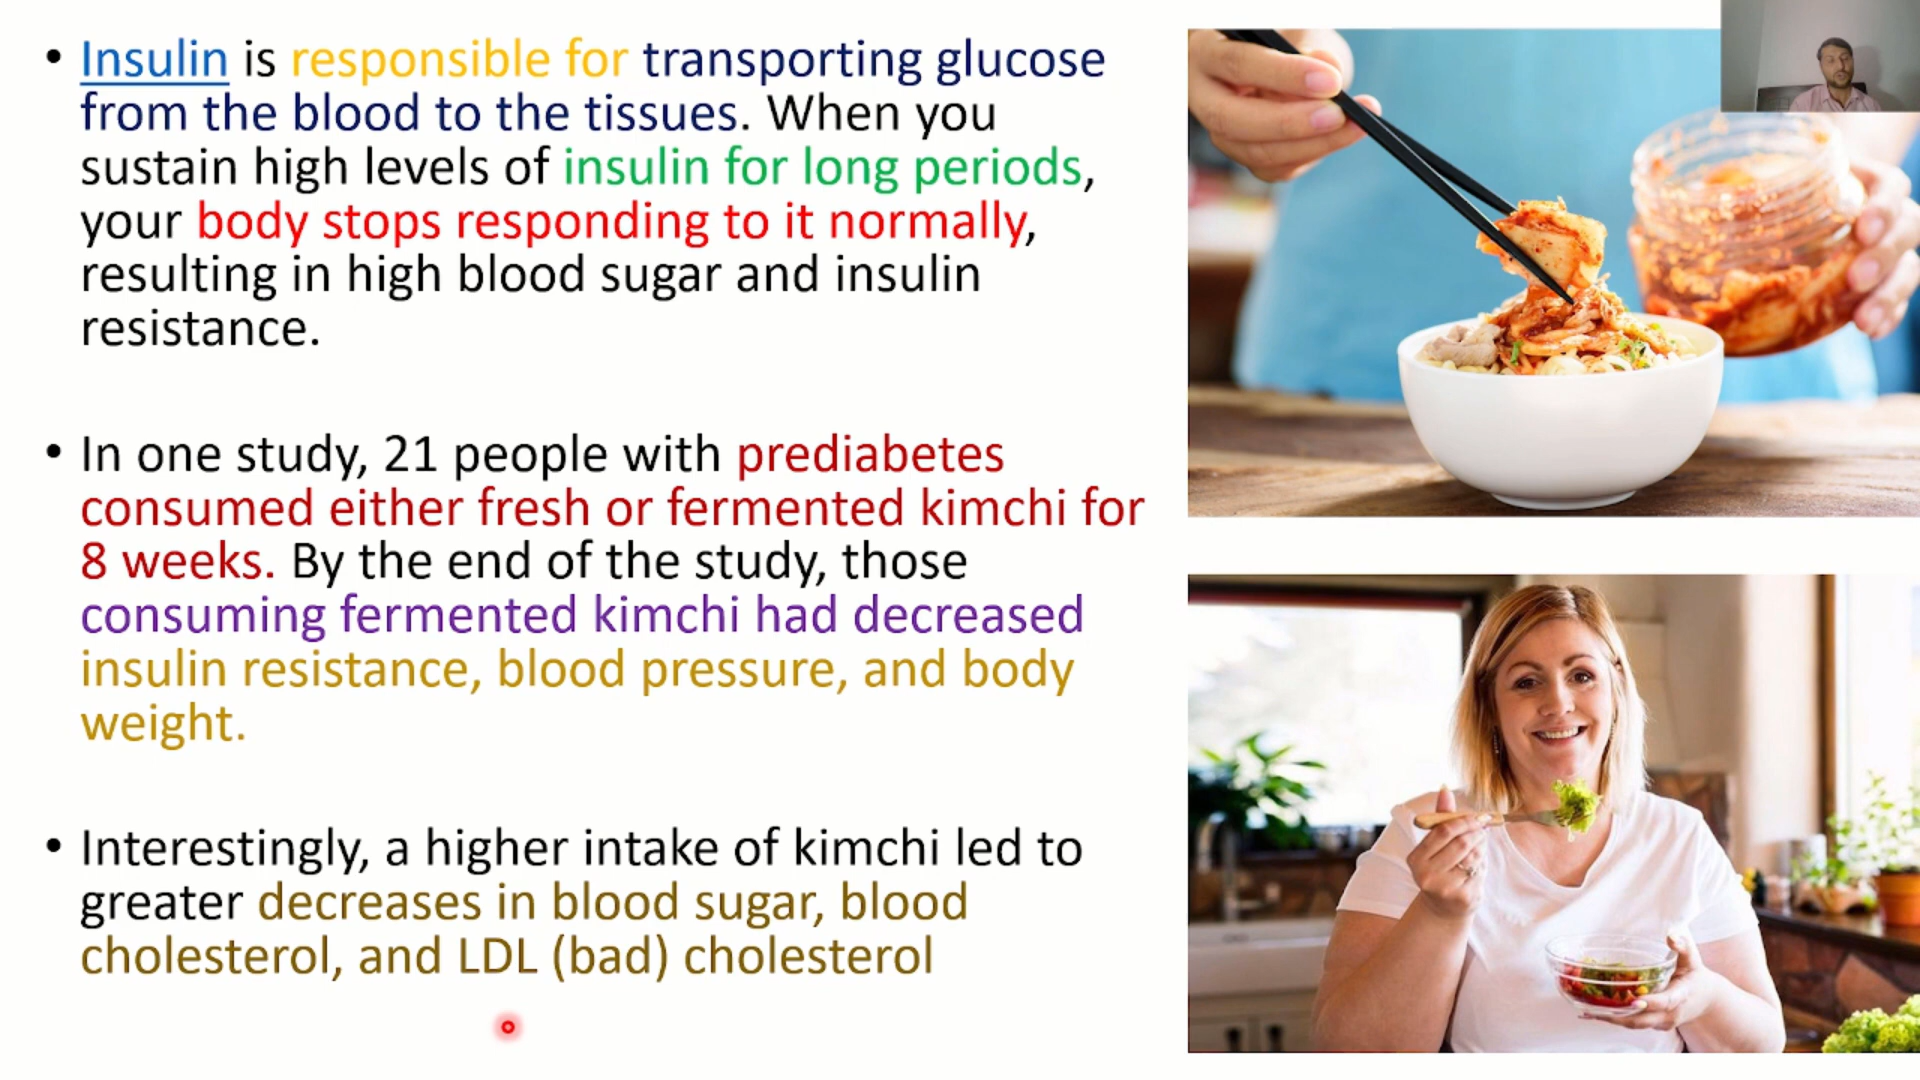 • Insulin is responsible for transporting glucose
from the blood to the tissues. When you
sustain high levels of insulin for long periods,
your body stops responding to it normally,
resulting in high blood sugar and insulin
resistance.
• In one study, 21 people with prediabetes
consumed either fresh or fermented kimchi for
8 weeks. By the end of the study, those
consuming fermented kimchi had decreased
insulin resistance, blood pressure, and body
weight.
• Interestingly, a higher intake of kimchi led to
greater decreases in blood sugar, blood
cholesterol, and LDL (bad) cholesterol